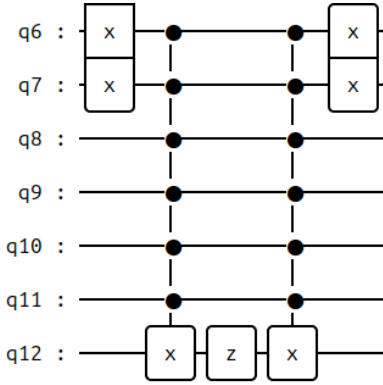 q6 : x x
q7 : x x
q8 :
q9 :
q10 :
q11 :
q12 : x z x